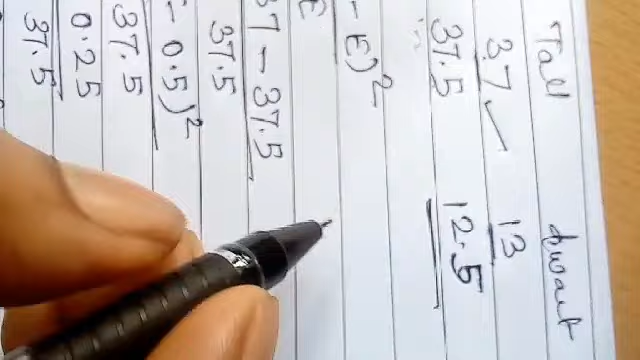 Tall dwarf
37 ✓ 13
37.5 12.5
- E)²
E
37 - 37.5
37.5
(- 0.5)²
37.5
0.25
37.5